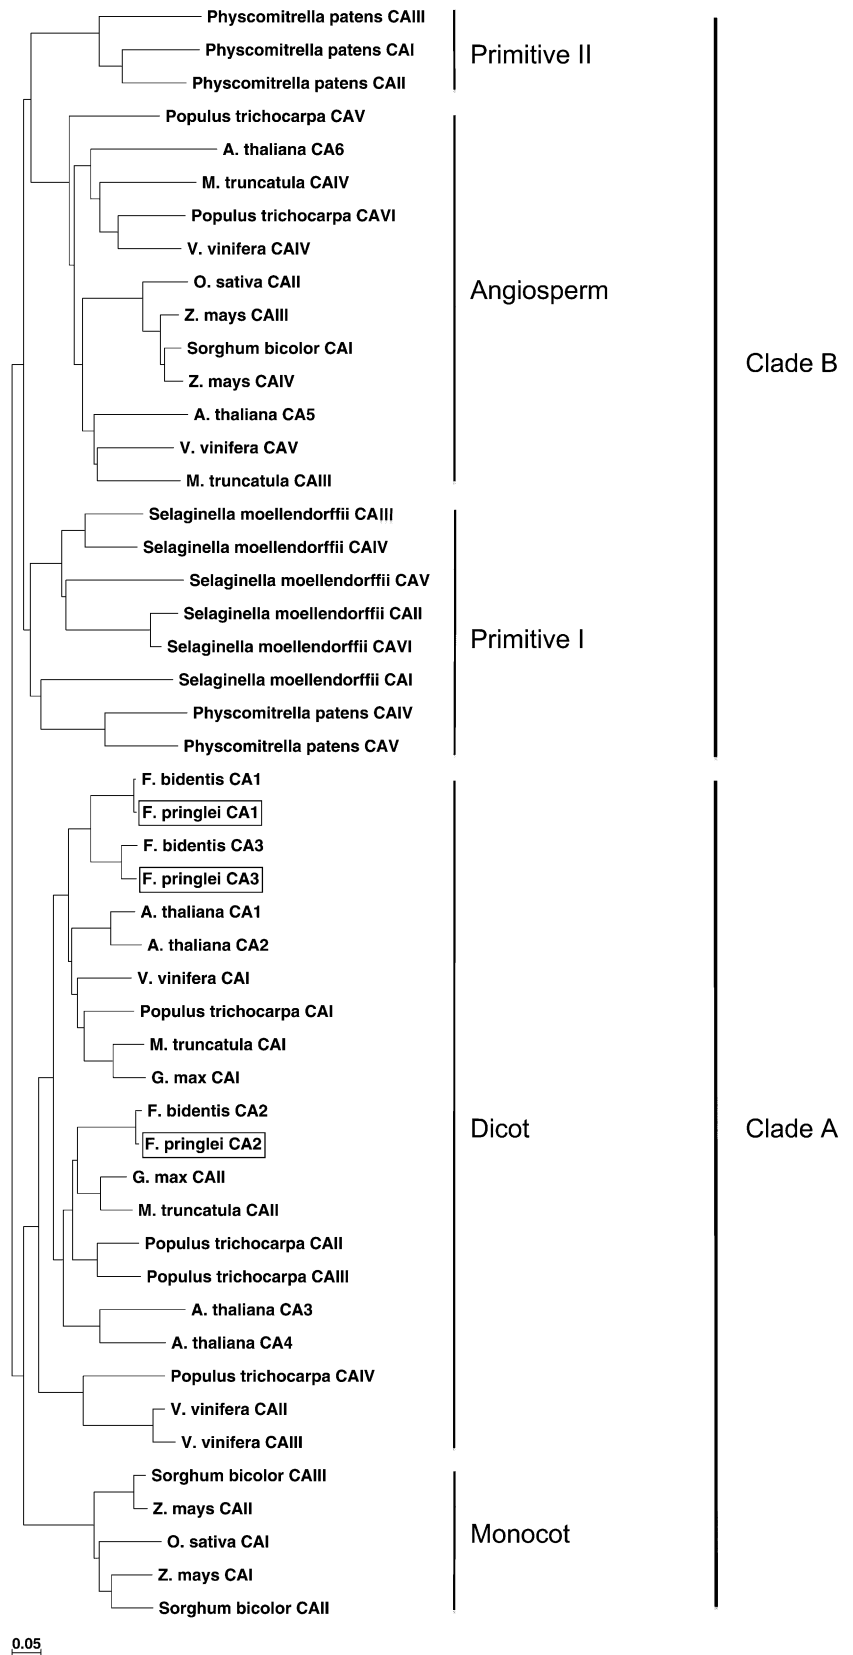 Physcomitrella patens CAIII
Physcomitrella patens CAI
Primitive II
Physcomitrella patens CAII
Populus trichocarpa CAV
A. thaliana CA6
M. truncatula CAIV
Populus trichocarpa CAVI
V. vinifera CAIV
O. sativa CAII
Angiosperm
Z. mays CAIII
Sorghum bicolor CAI
Clade B
Z. mays CAIV
A. thaliana CA5
V. vinifera CAV
M. truncatula CAIII
Selaginella moellendorffii CAIII
Selaginella moellendorffii CAIV
Selaginella moellendorffii CAV
Selaginella moellendorffii CAII
Primitive I
Selaginella moellendorffii CAVI
Selaginella moellendorffii CAI
Physcomitrella patens CAIV
Physcomitrella patens CAV
F. bidentis CA1
F. pringlei CA1
F. bidentis CA3
F. pringlei CA3
A. thaliana CA1
A. thaliana CA2
V. vinifera CAI
Populus trichocarpa CAI
M. truncatula CAI
G. max CAI
F. bidentis CA2
Dicot
Clade A
F. pringlei CA2
G. max CAII
M. truncatula CAII
Populus trichocarpa CAII
Populus trichocarpa CAIII
A. thaliana CA3
A. thaliana CA4
Populus trichocarpa CAIV
V. vinifera CAII
V. vinifera CAIII
Sorghum bicolor CAIII
Z. mays CAII
Monocot
O. sativa CAI
Z. mays CAI
Sorghum bicolor CAII
0.05